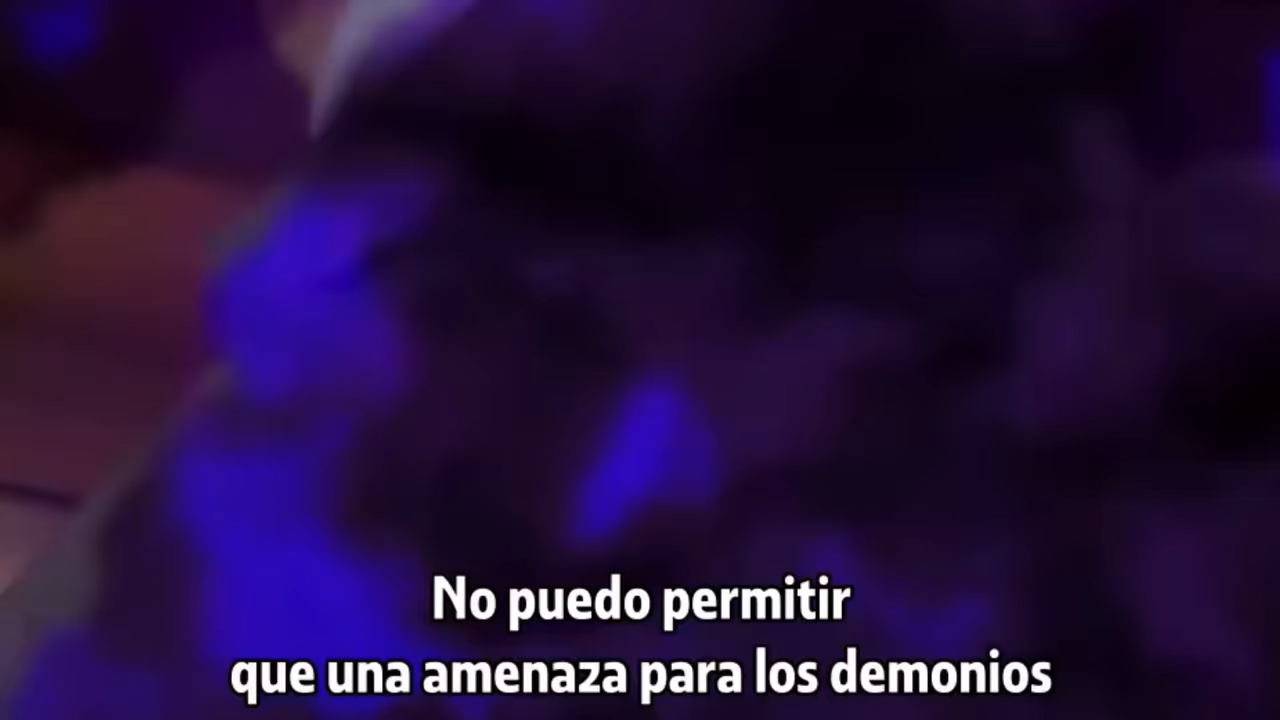 No puedo permitir
que una amenaza para los demonios